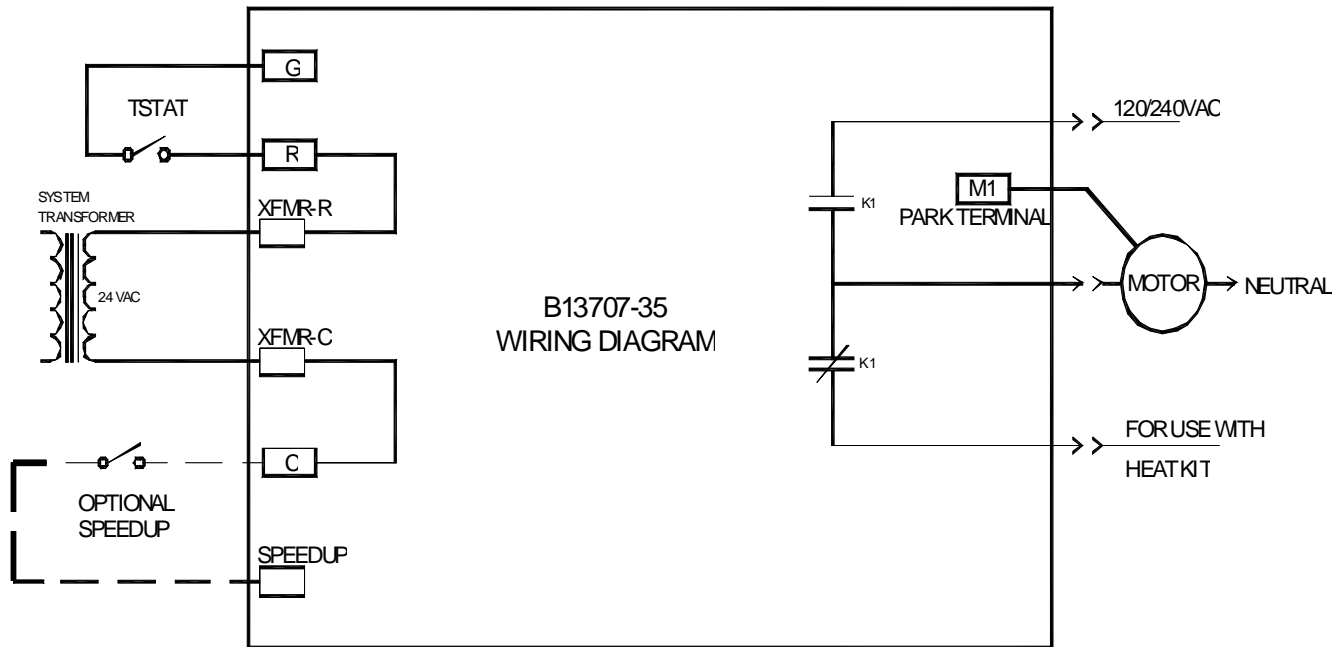 G
TSTAT
R
SYSTEM
TRANSFORMER
XFMR-R
24 VAC
XFMR-C
C
OPTIONAL
SPEEDUP
SPEEDUP
B13707-35
WIRING DIAGRAM
120/240VAC
K1
M1
PARK TERMINAL
MOTOR
NEUTRAL
K1
FOR USE WITH
HEAT KIT